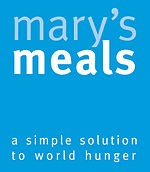 mary's
meals
a simple solution
to world hunger